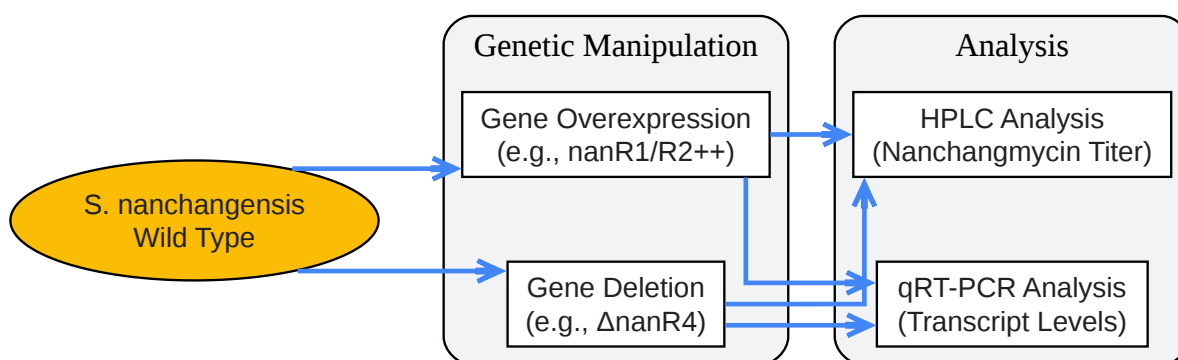 Genetic Manipulation
Analysis
Gene Overexpression
(e.g., nanR1/R2++)
HPLC Analysis
(Nanchangmycin Titer)
S. nanchangensis
Wild Type
Gene Deletion
(e.g., ΔnanR4)
qRT-PCR Analysis
(Transcript Levels)